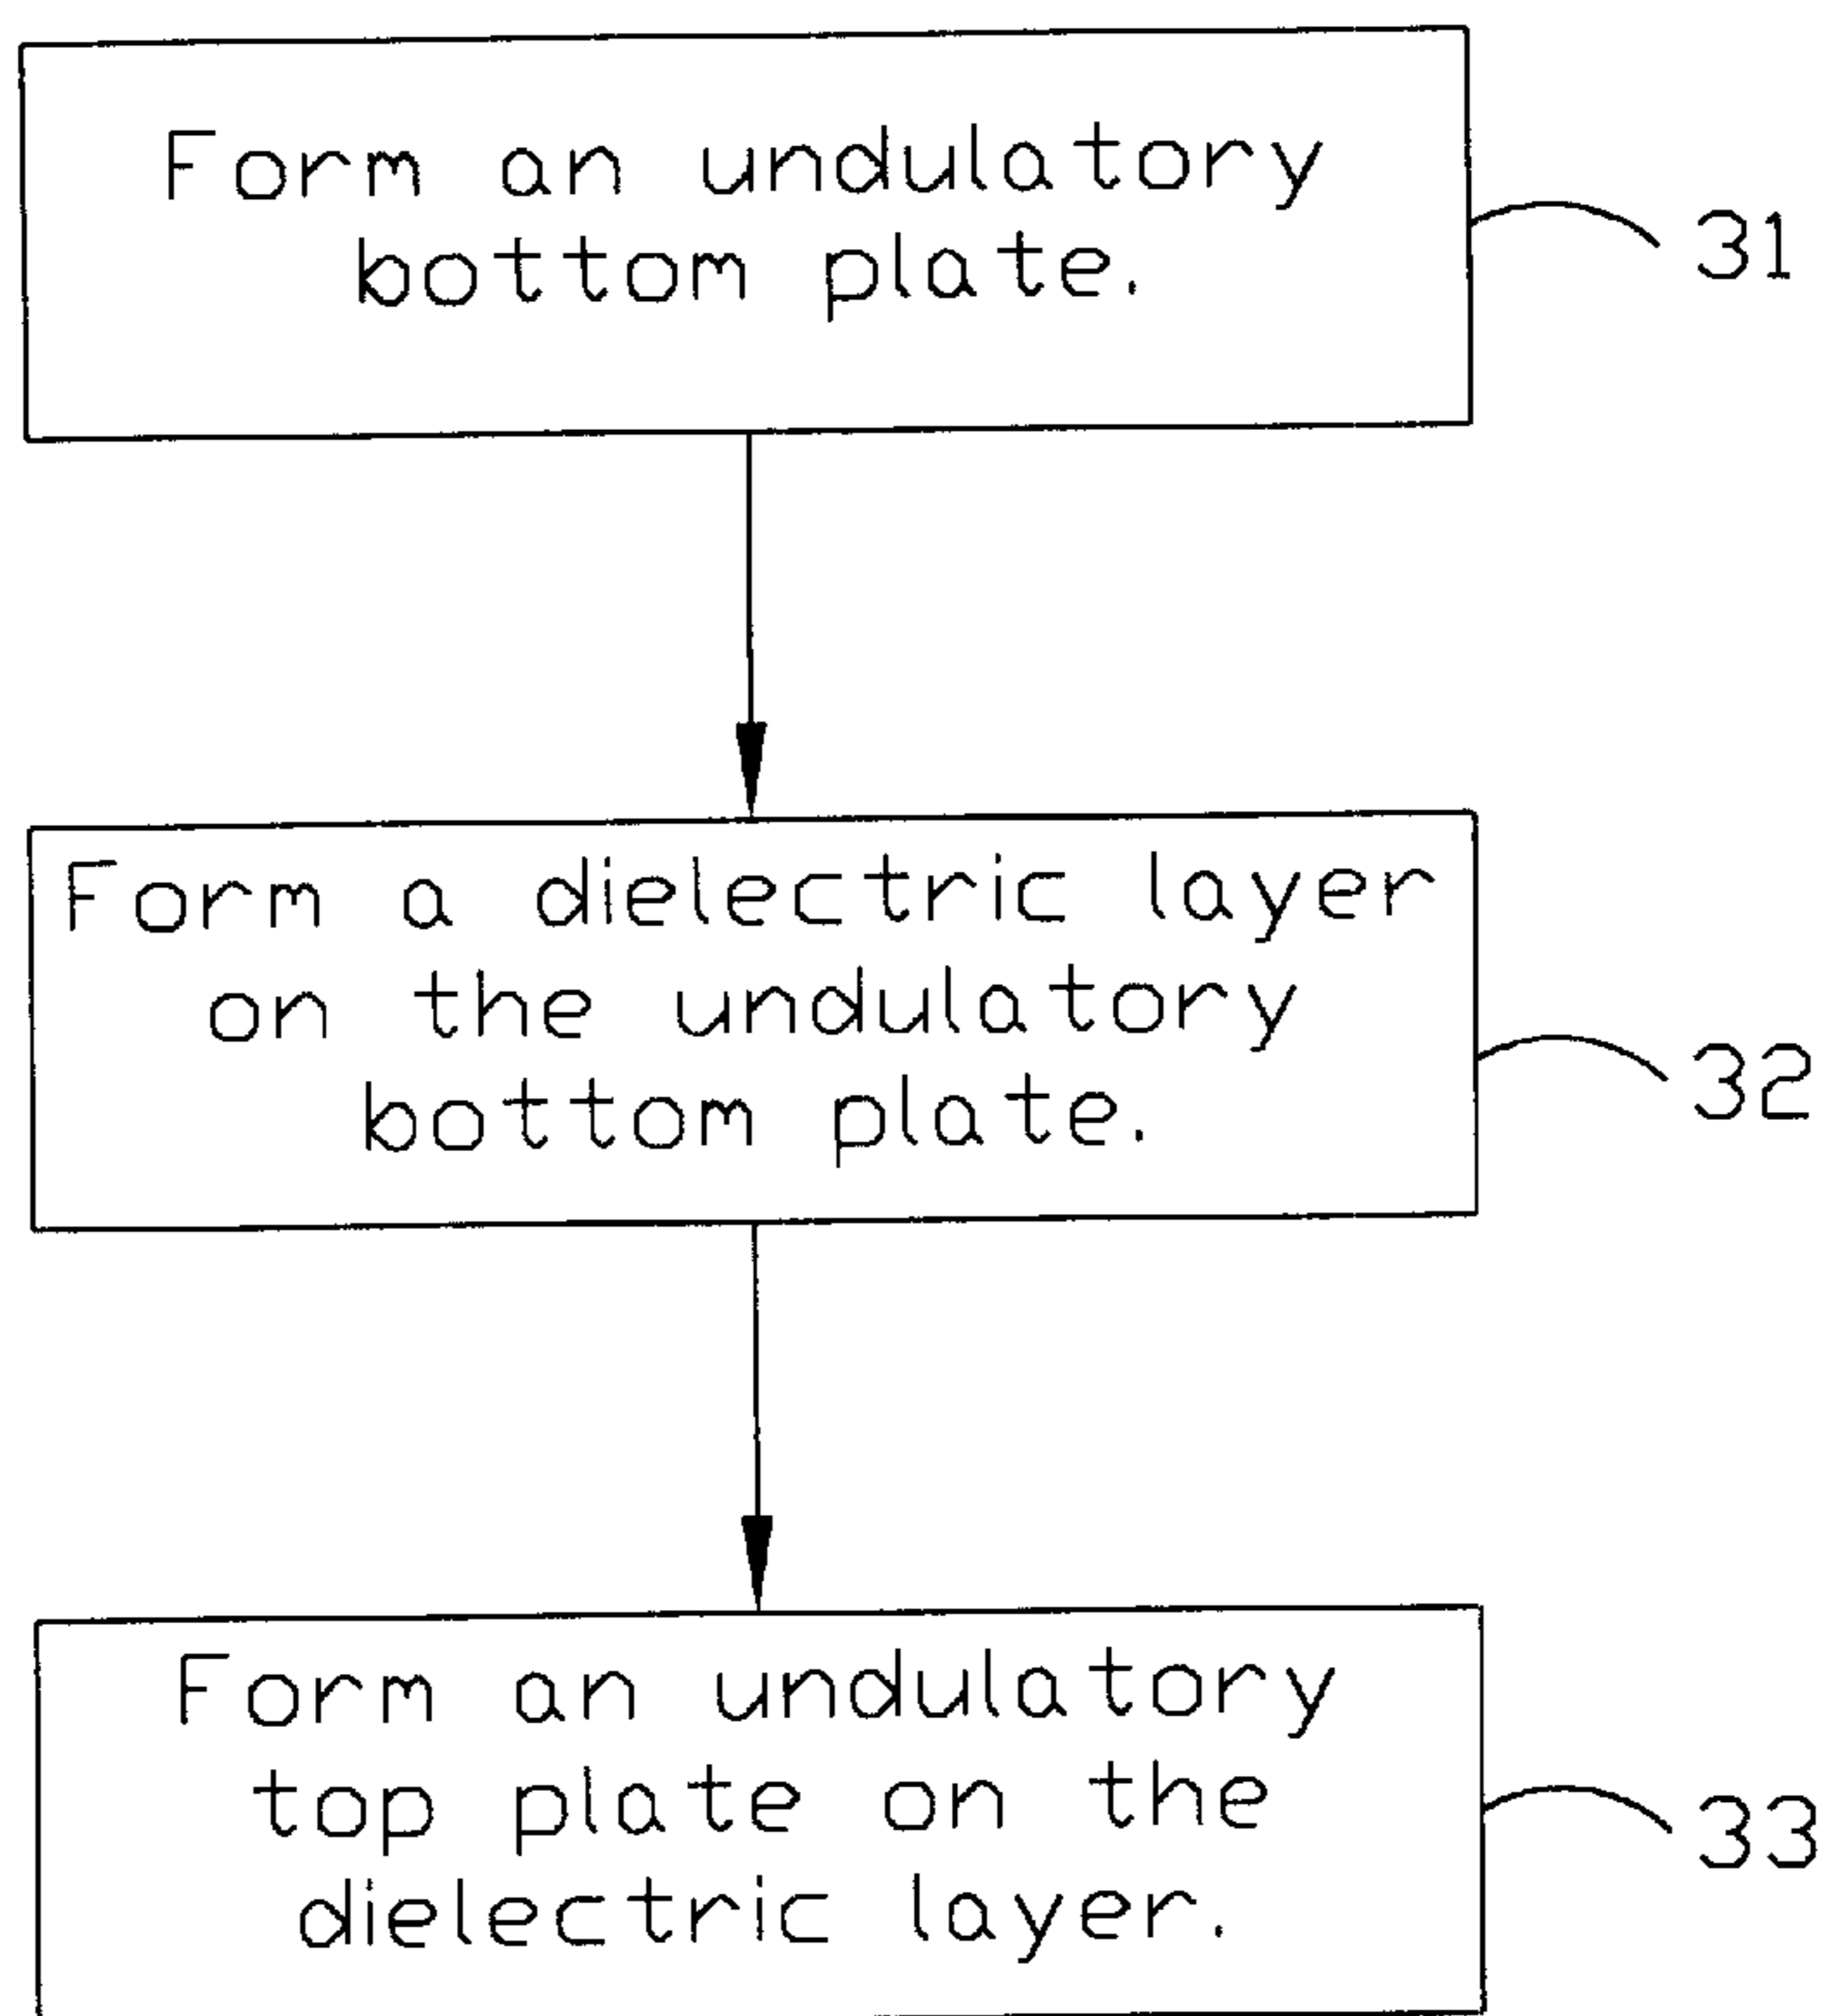 Form an undulatory
bottom plate.
31
Form a dielectric layer
on the undulatory
bottom plate.
32
Form an undulatory
top plate on the
dielectric layer.
33